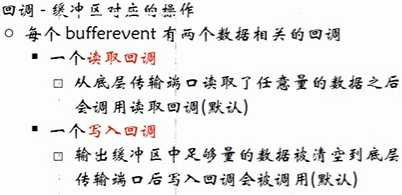 回调 - 缓冲区对应的操作
○ 每个 bufferevent 有两个数据相关的回调
▪ 一个读取回调
□ 从底层传输端口读取了任意量的数据之后
会调用读取回调(默认)
▪ 一个写入回调
□ 输出缓冲区中足够量的数据被清空到底层
传输端口后写入回调会被调用(默认)